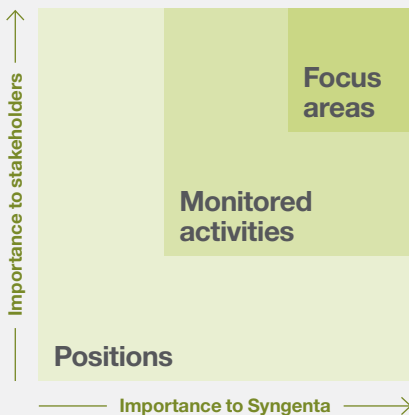 Importance to stakeholders
Focus
areas
Monitored
activities
Positions
Importance to Syngenta